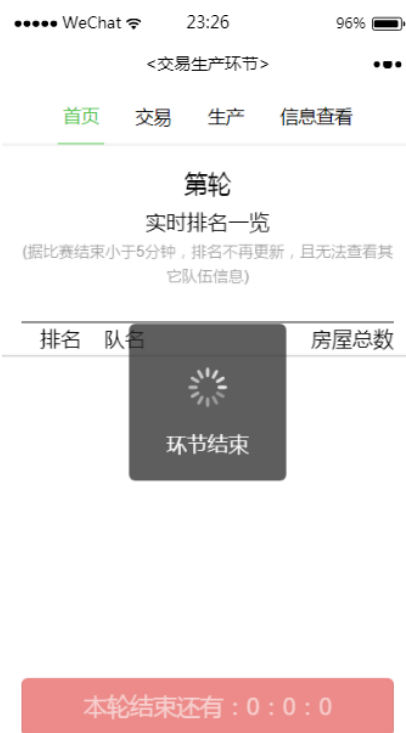 ●●●●● WeChat 23:26 96%
<交易生产环节>
首页 交易 生产 信息查看
第轮
实时排名一览
(据比赛结束小于5分钟，排名不再更新，且无法查看其
它队伍信息)
排名 队名 房屋总数
环节结束
本轮结束还有：0：0：0